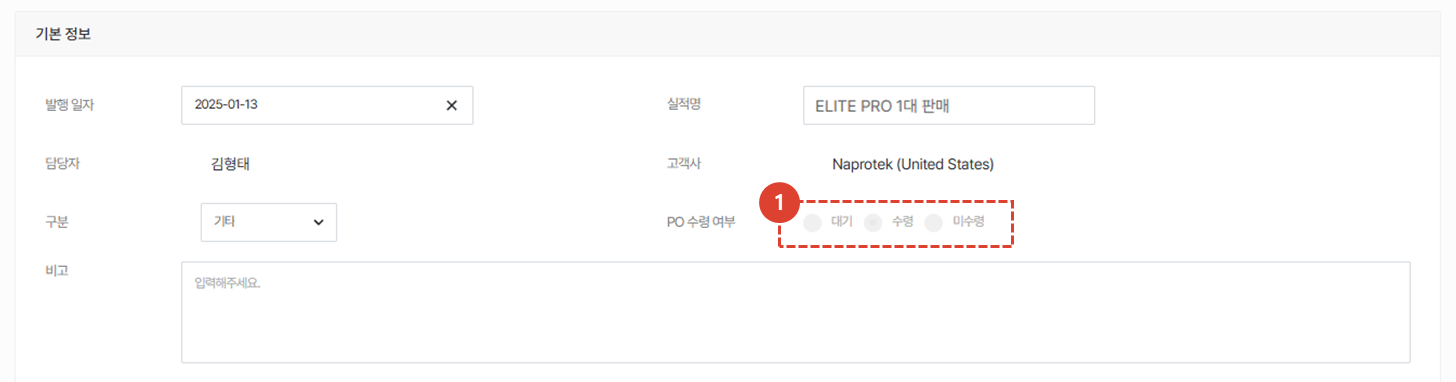 기본 정보
발행 일자 2025-01-13 실적명 ELITE PRO 1대 판매
담당자 김형태 고객사 Naprotek (United States)
구분 기타 PO 수령 여부 1 대기 수령 미수령
비고 입력해주세요.